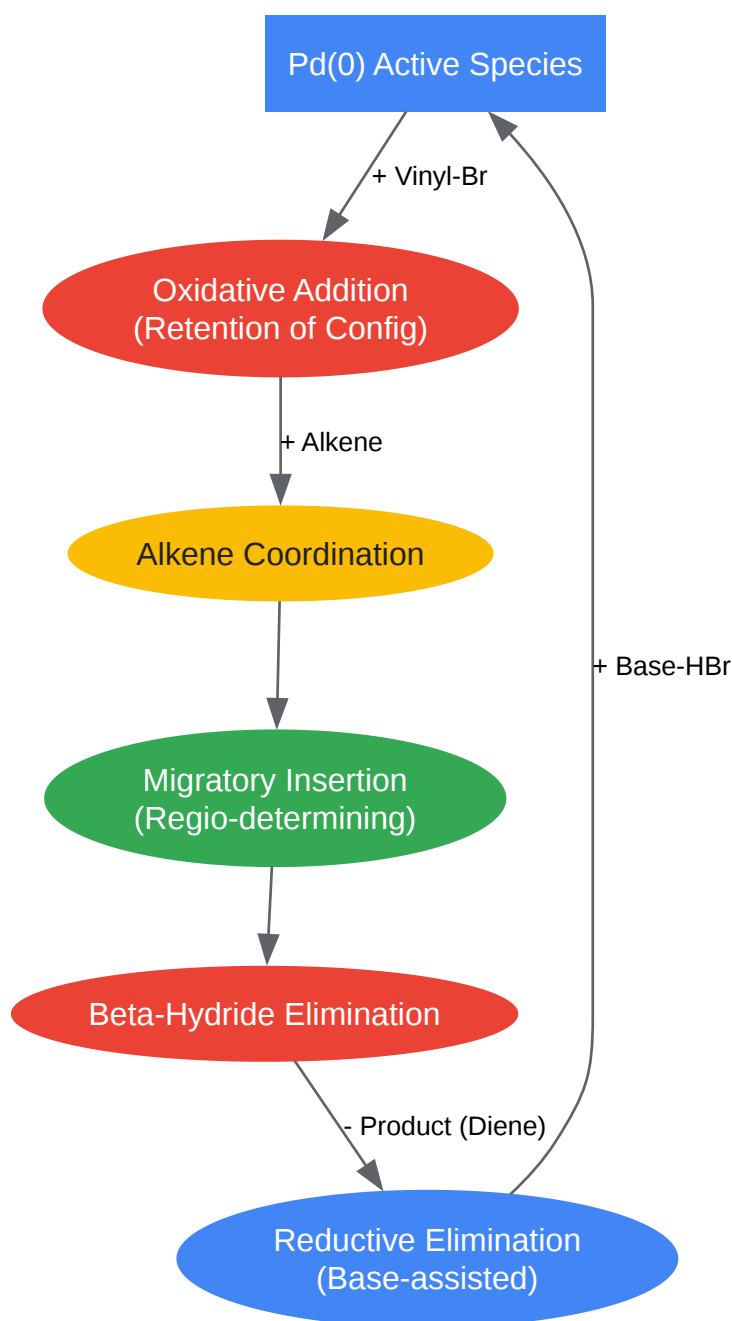 Pd(0) Active Species
+ Vinyl-Br
Oxidative Addition
(Retention of Config)
+ Alkene
Alkene Coordination
+ Base-HBr
Migratory Insertion
(Regio-determining)
Beta-Hydride Elimination
- Product (Diene)
Reductive Elimination
(Base-assisted)